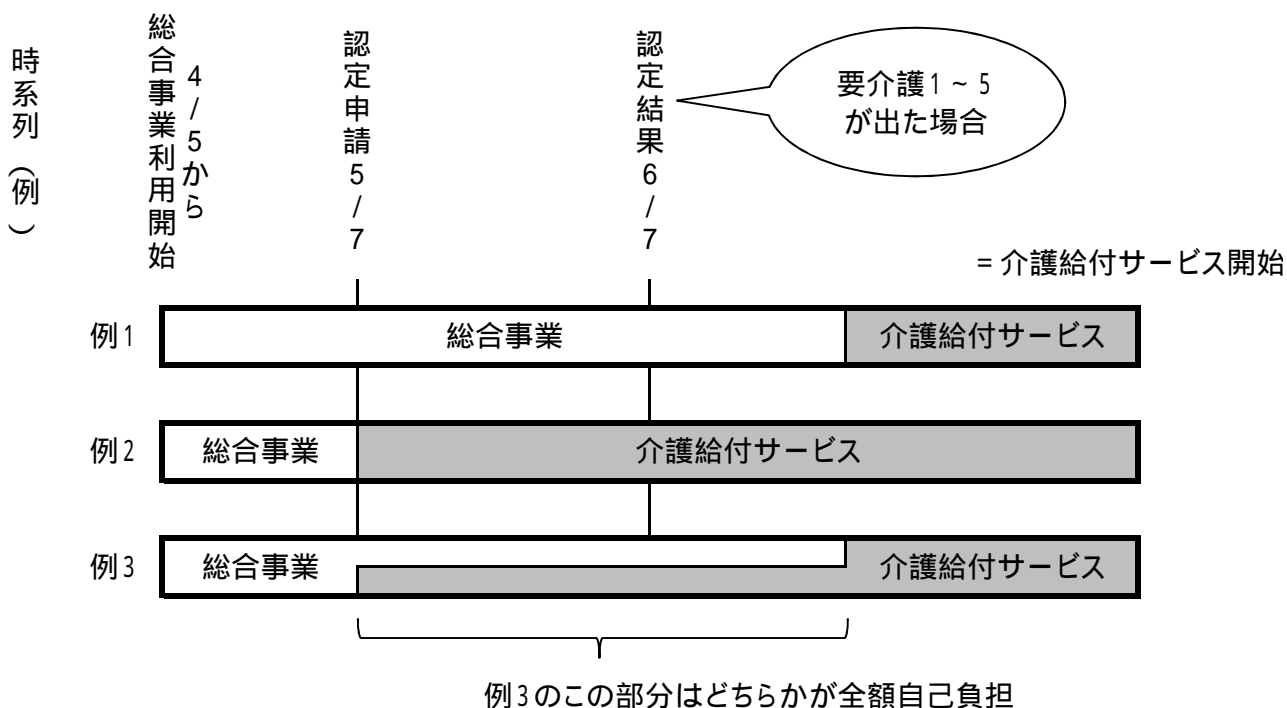 時系列（例）
総合事業利用開始
4/5から
認定申請5/7
認定結果6/7
要介護1~5
が出た場合
=介護給付サービス開始
例1
総合事業
介護給付サービス
例2
総合事業
介護給付サービス
例3
総合事業
介護給付サービス
例3のこの部分はどちらかが全額自己負担